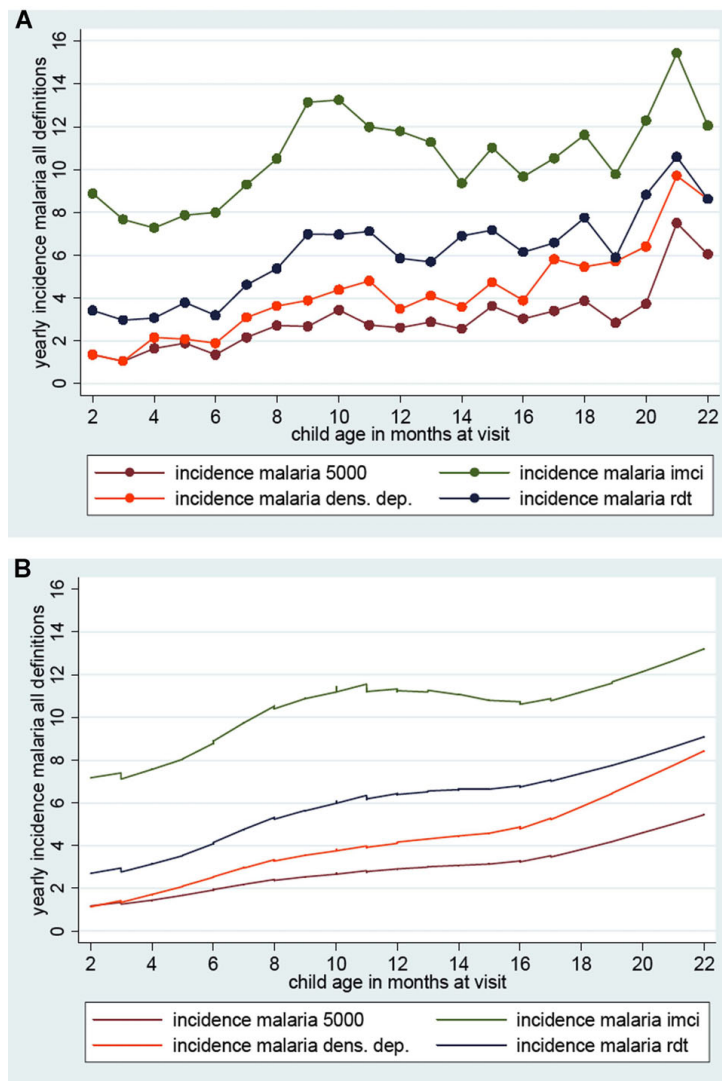 A
yearly incidence malaria all definitions
16
14
12
10
8
6
4
2
0
2 4 6 8 10 12 14 16 18 20 22
child age in months at visit
incidence malaria 5000 incidence malaria imci
incidence malaria dens. dep. incidence malaria rdt
B
yearly incidence malaria all definitions
16
14
12
10
8
6
4
2
0
2 4 6 8 10 12 14 16 18 20 22
child age in months at visit
incidence malaria 5000 incidence malaria imci
incidence malaria dens. dep. incidence malaria rdt